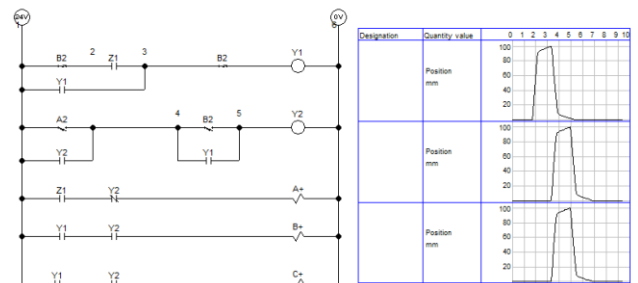 24V
0V
1
6
B2 2 Z1 3 B2 Y1
Y1
A2 4 B2 5 Y2
Y2 Y1
Z1 Y2 A+
Y1 Y2 B+
Y1 Y2 C+
Designation Quantity value 0 1 2 3 4 5 6 7 8 9 10
100
80
Position
60
mm
40
20
100
80
Position
60
mm
40
20
100
80
Position
60
mm
40
20